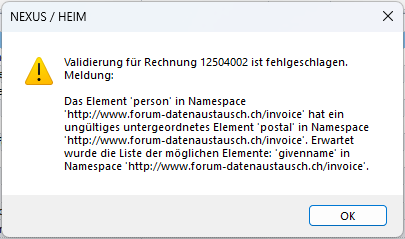 NEXUS / HEIM
Validierung für Rechnung 12504002 ist fehlgeschlagen.
Meldung:
Das Element 'person' in Namespace
'http://www.forum-datenaustausch.ch/invoice' hat ein
ungültiges untergeordnetes Element 'postal' in Namespace
'http://www.forum-datenaustausch.ch/invoice'. Erwartet
wurde die Liste der möglichen Elemente: 'givenname' in
Namespace 'http://www.forum-datenaustausch.ch/invoice'.
OK